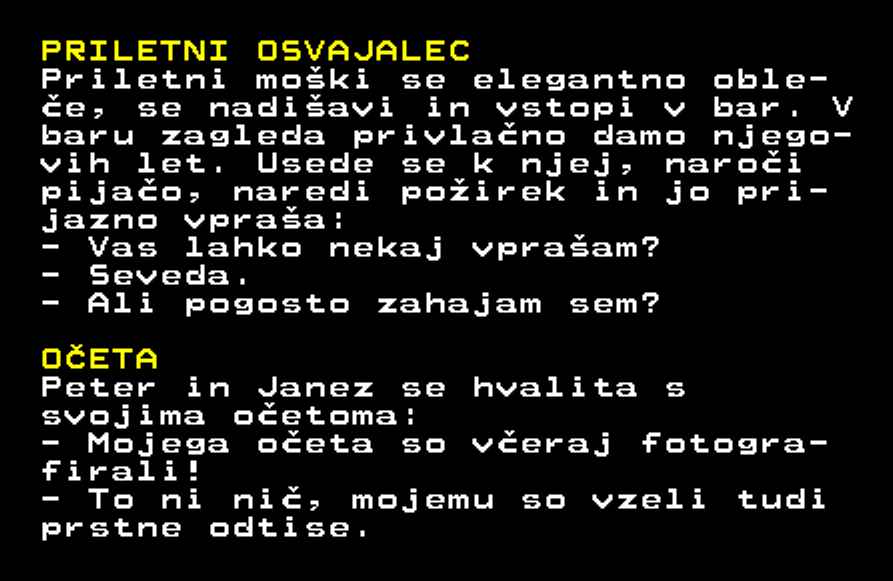 PRILETNI OSVAJALEC
Priletni moški se elegantno oble-
če, se nadišavi in vstopi v bar. V
baru zagleda privlačno damo njego-
vih let. Usede se k njej, naroči
pijačo, naredi požirek in jo pri-
jazno vpraša:
- Vas lahko nekaj vprašam?
- Seveda.
- Ali pogosto zahajam sem?

OČETA
Peter in Janez se hvalita s
svojima očetoma:
- Mojega očeta so včeraj fotogra-
firali!
- To ni nič, mojemu so vzeli tudi
prstne odtise.